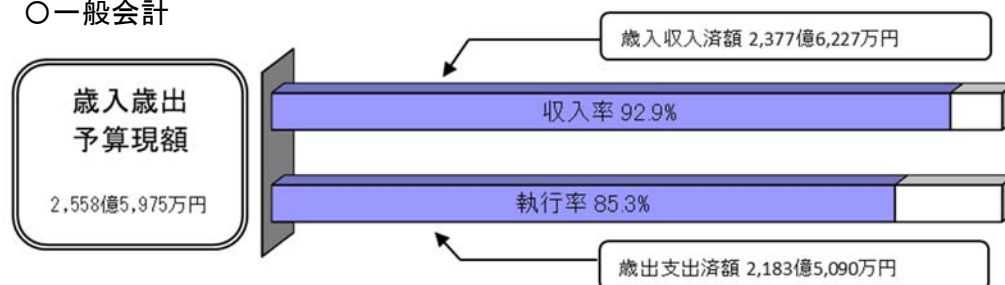 〇一般会計
歳入収入済額 2,377億6,227万円
歳入歳出
予算現額
2,558億5,975万円
収入率 92.9%
執行率 85.3%
歳出支出済額 2,183億5,090万円